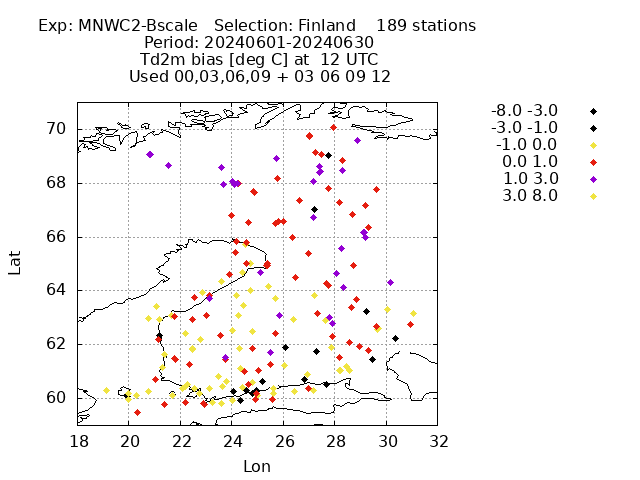 Exp: MNWC2-Bscale   Selection: Finland    189 stations
Period: 20240601-20240630
Td2m bias [deg C] at  12 UTC
Used 00,03,06,09 + 03 06 09 12
-8.0 -3.0
-3.0 -1.0
-1.0 0.0
0.0 1.0
1.0 3.0
3.0 8.0
70
68
66
64
62
60
Lat
18 20 22 24 26 28 30 32
Lon